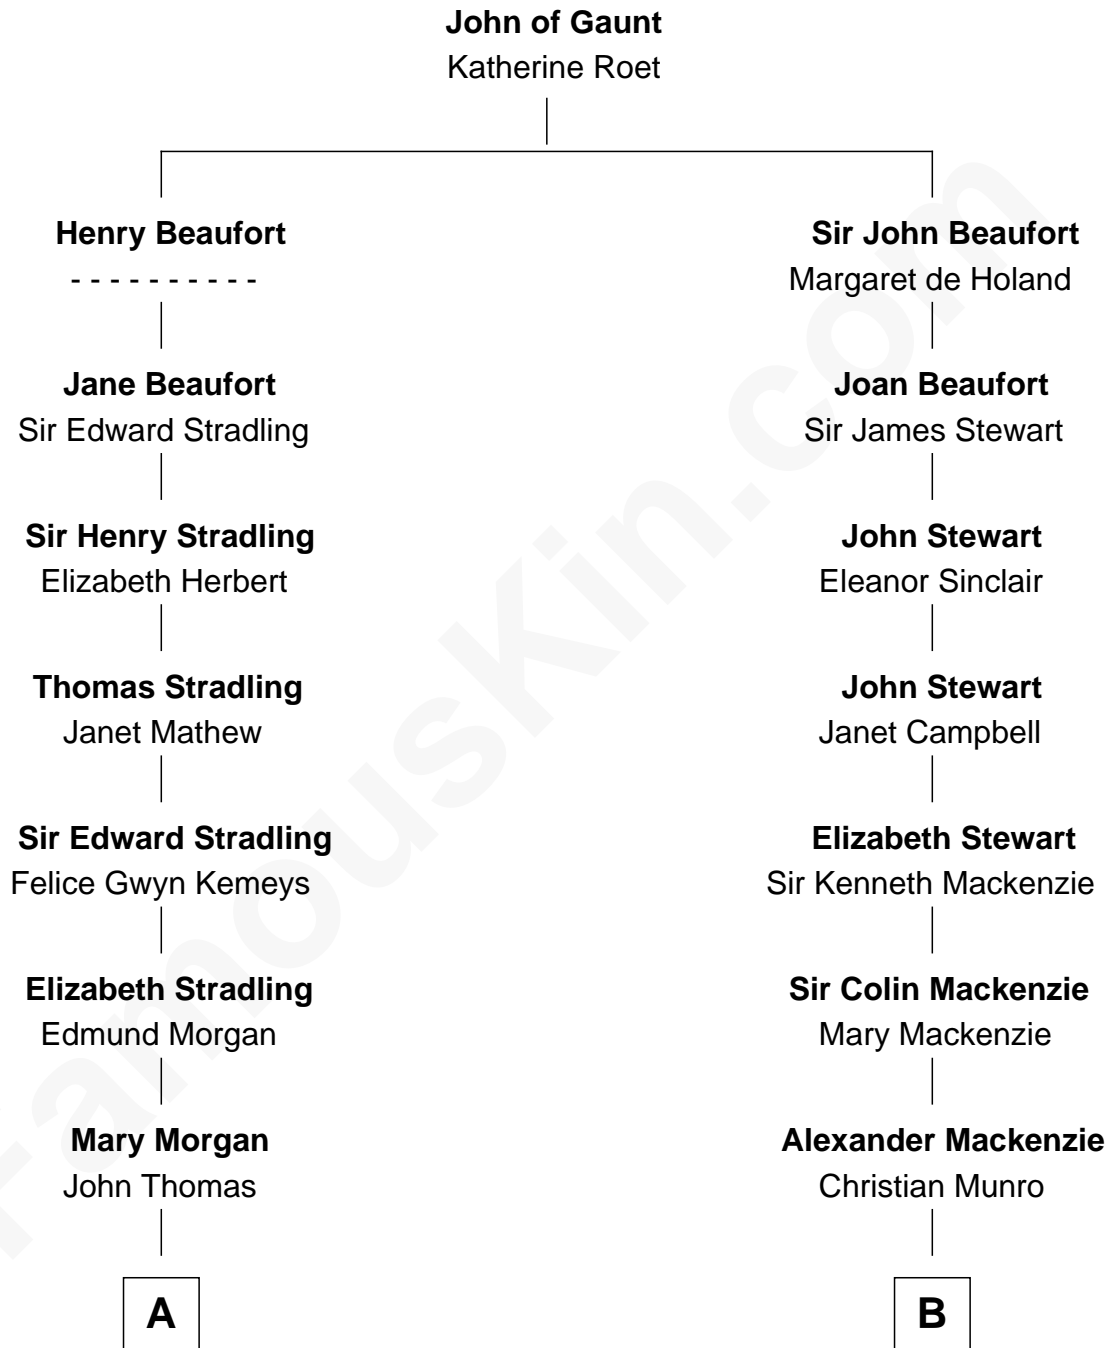 John of Gaunt
Katherine Roet
Henry Beaufort
- - - - - - - - - -
Jane Beaufort
Sir Edward Stradling
Sir Henry Stradling
Elizabeth Herbert
Thomas Stradling
Janet Mathew
Sir Edward Stradling
Felice Gwyn Kemeys
Elizabeth Stradling
Edmund Morgan
Mary Morgan
John Thomas
A
Sir John Beaufort
Margaret de Holand
Joan Beaufort
Sir James Stewart
John Stewart
Eleanor Sinclair
John Stewart
Janet Campbell
Elizabeth Stewart
Sir Kenneth Mackenzie
Sir Colin Mackenzie
Mary Mackenzie
Alexander Mackenzie
Christian Munro
B
FamousKin.com